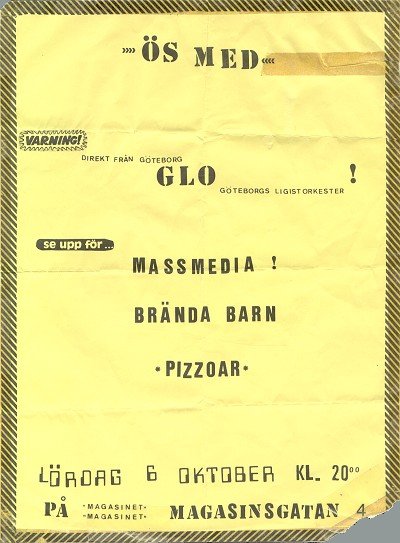 »» ÖS MED ««
VARNING!
DIREKT FRÅN GÖTEBORG
GLO !
GÖTEBORGS LIGISTORKESTER
se upp för...
MASSMEDIA !
BRÄNDA BARN
*PIZZOAR*
LÖRDAG 6 OKTOBER KL. 20⁰⁰
PÅ *MAGASINET* MAGASINSGATAN 4
*MAGASINET*